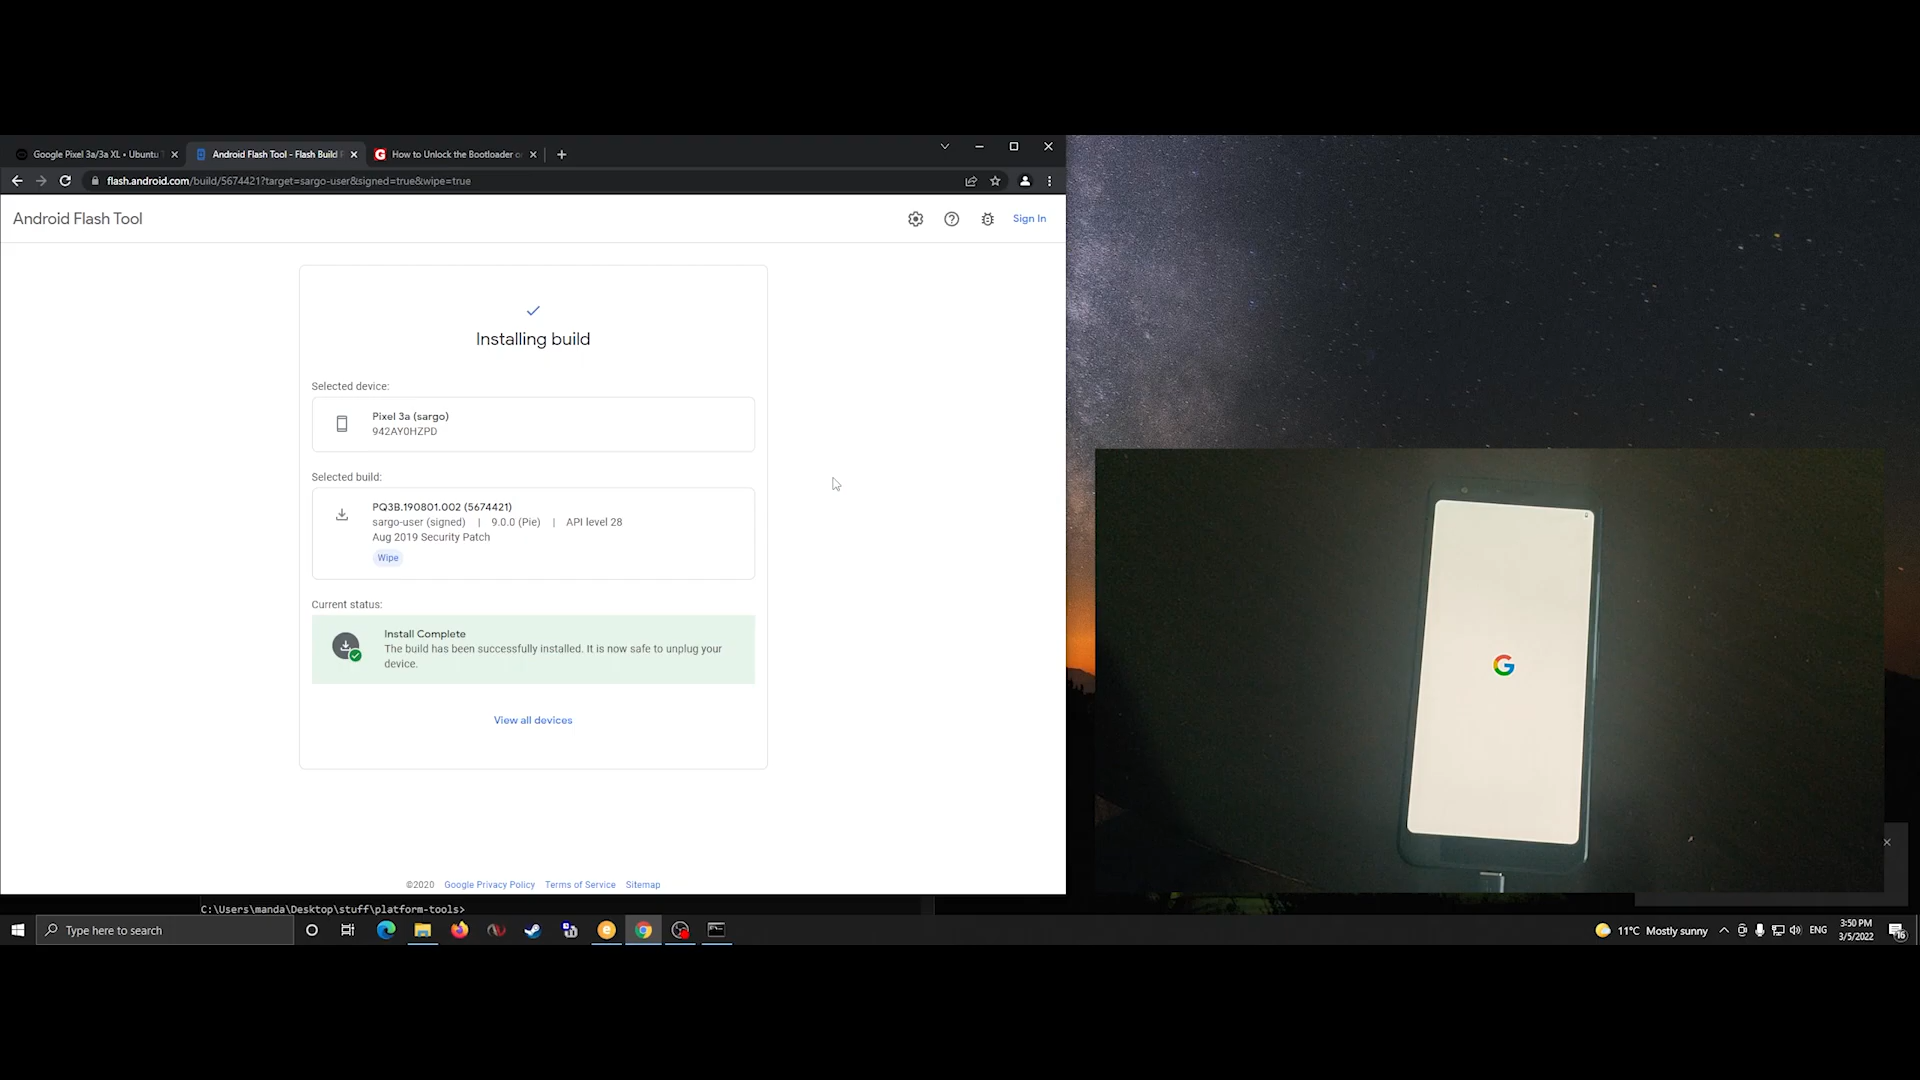 Google Pixel 3a/3a XL • Ubuntu T
Android Flash Tool - Flash Build P
How to Unlock the Bootloader o
flash.android.com/build/5674421?target=sargo-user&signed=true&wipe=true
Android Flash Tool
Sign In
Installing build
Selected device:
Pixel 3a (sargo)
942AY0HZPD
Selected build:
PQ3B.190801.002 (5674421)
sargo-user (signed) | 9.0.0 (Pie) | API level 28
Aug 2019 Security Patch
Wipe
Current status:
Install Complete
The build has been successfully installed. It is now safe to unplug your
device.
View all devices
©2020 Google Privacy Policy Terms of Service Sitemap
C:\Users\manda\Desktop\stuff\platform-tools>
Type here to search
11°C Mostly sunny
ENG
3:50 PM
3/5/2022
16